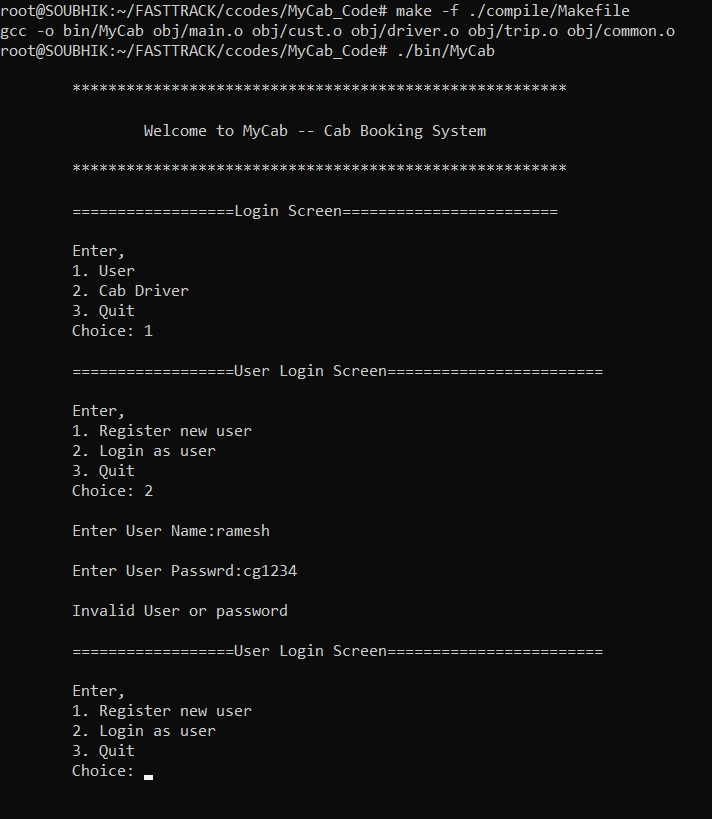 root@SOUBHIK:~/FASTTRACK/ccodes/MyCab_Code# make -f ./compile/Makefile
gcc -o bin/MyCab obj/main.o obj/cust.o obj/driver.o obj/trip.o obj/common.o
root@SOUBHIK:~/FASTTRACK/ccodes/MyCab_Code# ./bin/MyCab
*******************************************************
Welcome to MyCab -- Cab Booking System
*******************************************************
==================Login Screen========================
Enter,
1. User
2. Cab Driver
3. Quit
Choice: 1
==================User Login Screen========================
Enter,
1. Register new user
2. Login as user
3. Quit
Choice: 2
Enter User Name:ramesh
Enter User Passwrd:cg1234
Invalid User or password
==================User Login Screen========================
Enter,
1. Register new user
2. Login as user
3. Quit
Choice: